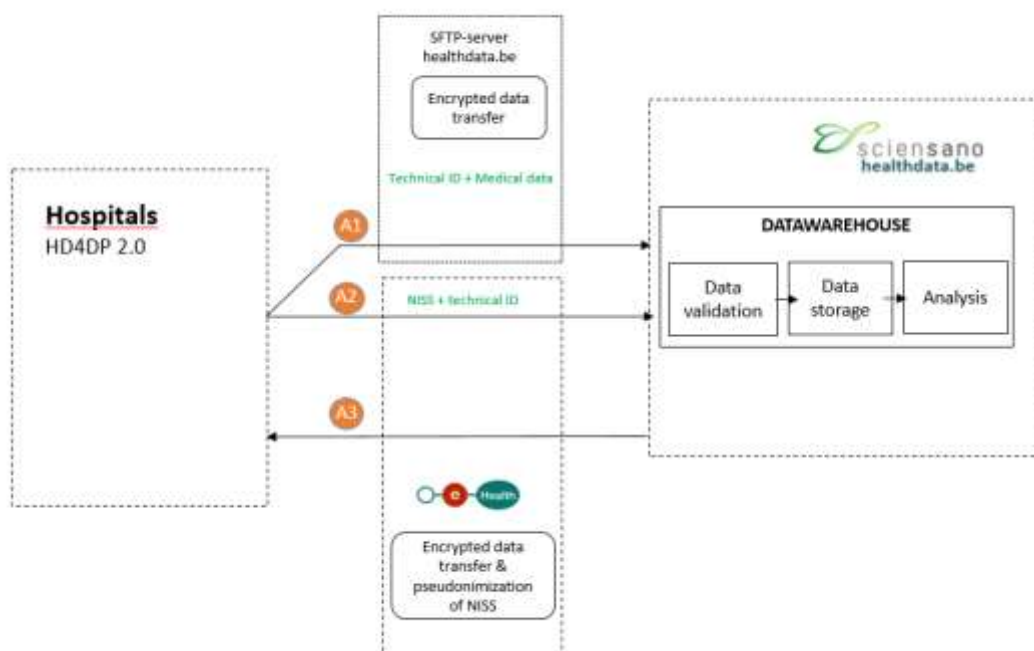 SFTP-server
healthdata.be
Encrypted data
transfer
Technical ID + Medical data
sciensano
healthdata.be
Hospitals
HD4DP 2.0
A1
DATAWAREHOUSE
Data
validation
Data
storage
Analysis
A2
NISS + technical ID
A3
e
Health
Encrypted data
transfer &
pseudonimization
of NISS